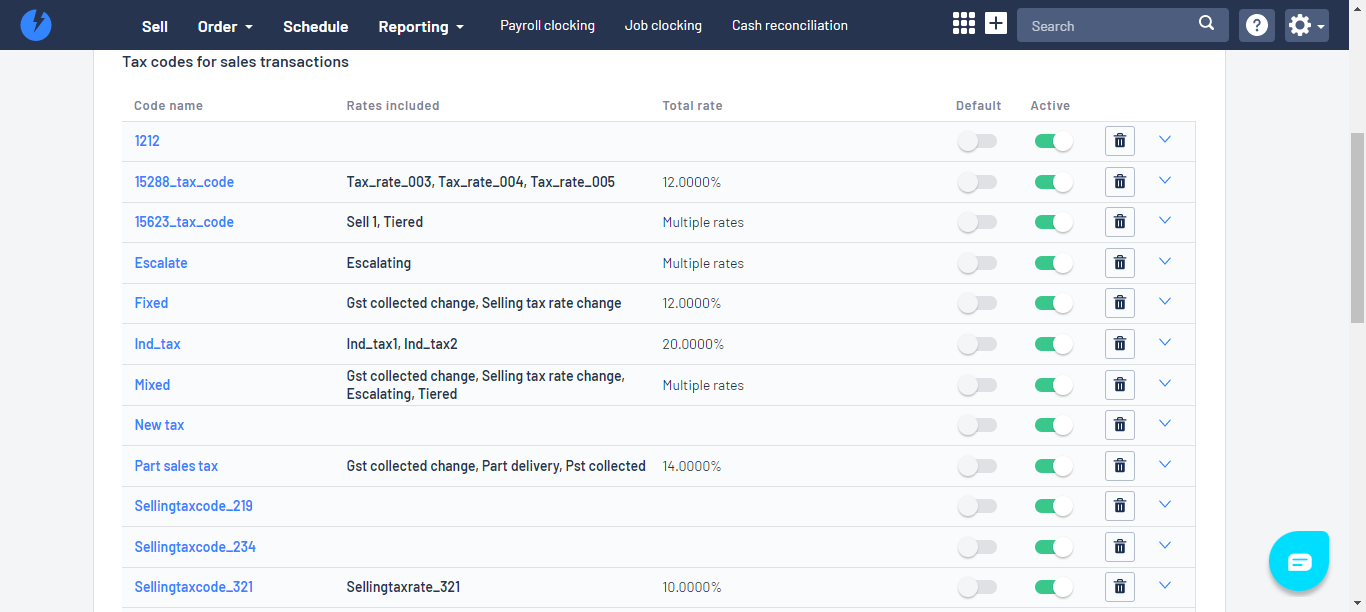 Sell Order Schedule Reporting Payroll clocking Job clocking Cash reconciliation Search
Tax codes for sales transactions
Code name Rates included Total rate Default Active
1212
15288_tax_code Tax_rate_003, Tax_rate_004, Tax_rate_005 12.0000%
15623_tax_code Sell 1, Tiered Multiple rates
Escalate Escalating Multiple rates
Fixed Gst collected change, Selling tax rate change 12.0000%
Ind_tax Ind_tax1, Ind_tax2 20.0000%
Mixed Gst collected change, Selling tax rate change, Multiple rates
Escalating, Tiered
New tax
Part sales tax Gst collected change, Part delivery, Pst collected 14.0000%
Sellingtaxcode_219
Sellingtaxcode_234
Sellingtaxcode_321 Sellingtaxrate_321 10.0000%